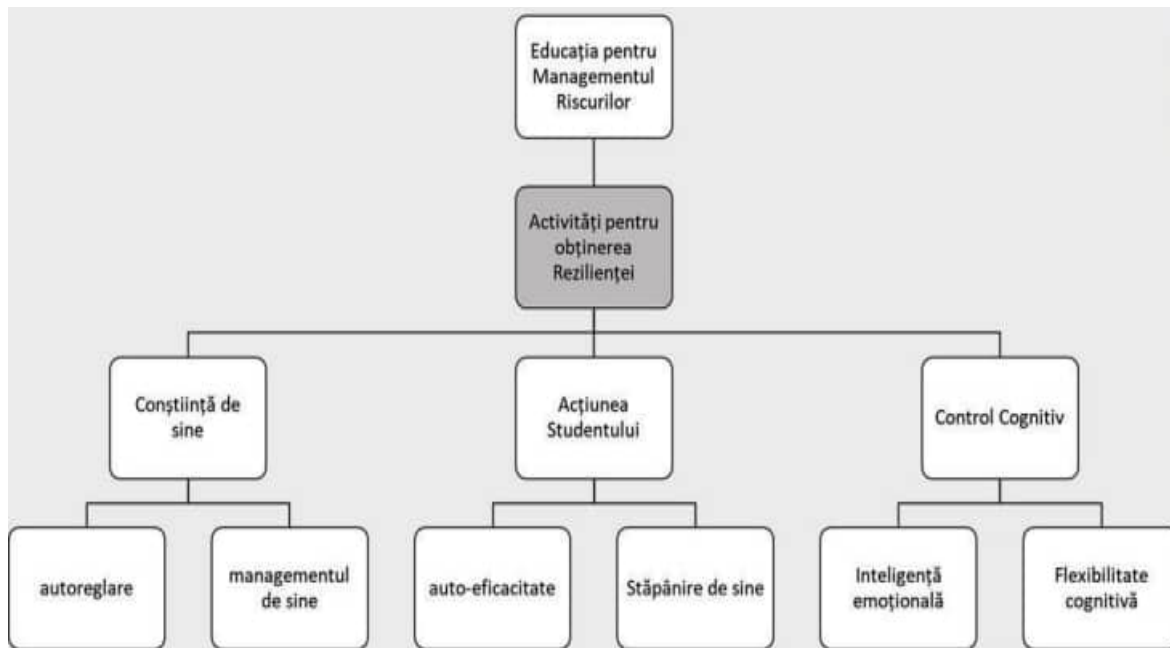 Educația pentru
Managementul
Riscurilor
Activități pentru
obținerea
Rezilienței
Conștiință de
sine
Acțiunea
Studentului
Control Cognitiv
autoreglare
managementul
de sine
auto-eficacitate
Stăpânire de sine
Inteligență
emoțională
Flexibilitate
cognitivă